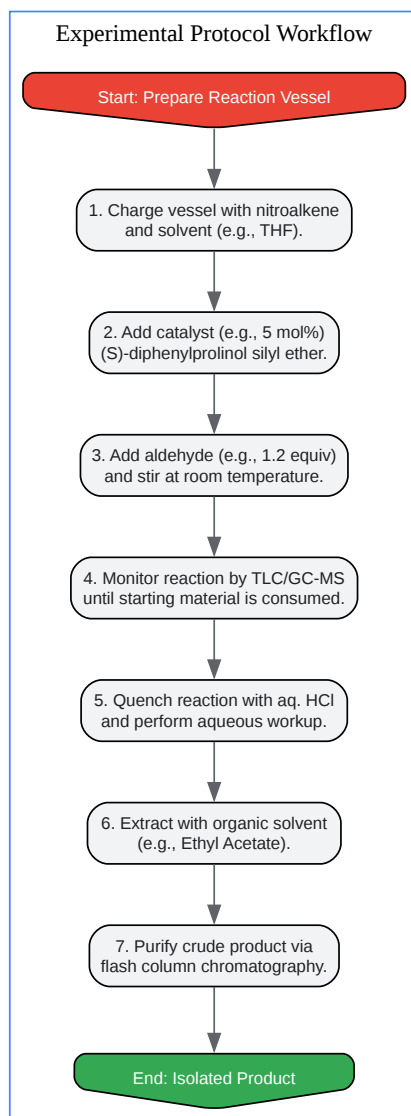 Experimental Protocol Workflow
Start: Prepare Reaction Vessel
1. Charge vessel with nitroalkene
and solvent (e.g., THF).
2. Add catalyst (e.g., 5 mol%)
(S)-diphenylprolinol silyl ether.
3. Add aldehyde (e.g., 1.2 equiv)
and stir at room temperature.
4. Monitor reaction by TLC/GC-MS
until starting material is consumed.
5. Quench reaction with aq. HCl
and perform aqueous workup.
6. Extract with organic solvent
(e.g., Ethyl Acetate).
7. Purify crude product via
flash column chromatography.
End: Isolated Product